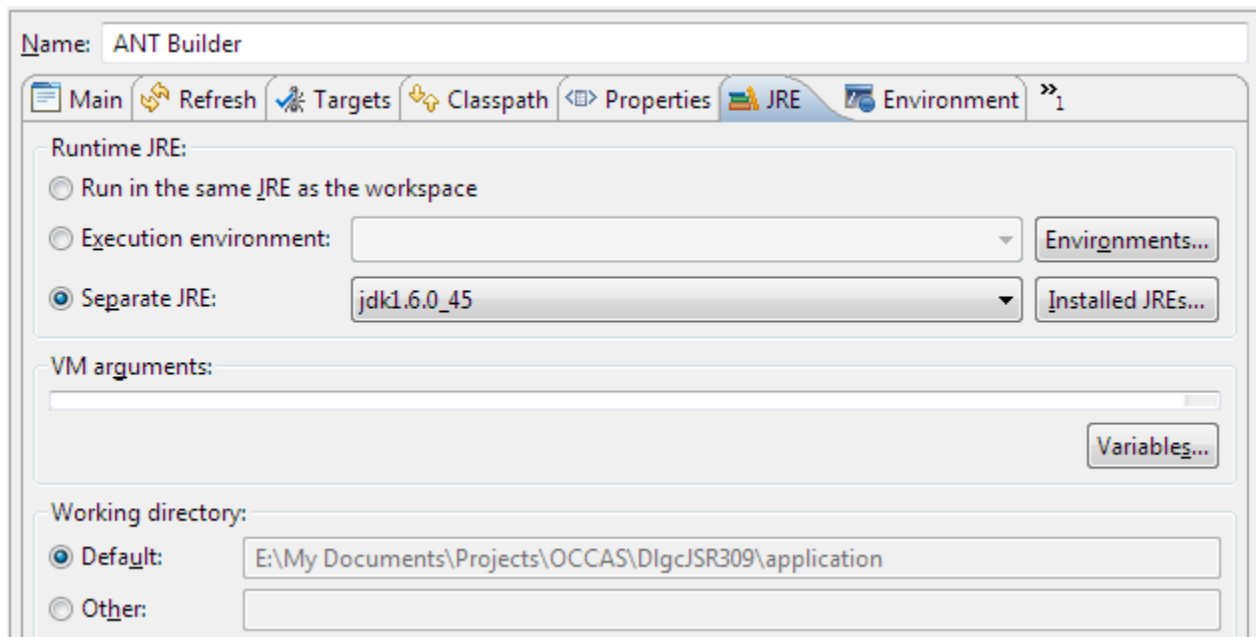 Name: ANT Builder
Main Refresh Targets Classpath Properties JRE Environment »1
Runtime JRE:
Run in the same JRE as the workspace
Execution environment: Environments...
Separate JRE: jdk1.6.0_45 Installed JREs...
VM arguments:
Variables...
Working directory:
Default: E:\My Documents\Projects\OCCAS\DlgcJSR309\application
Other: